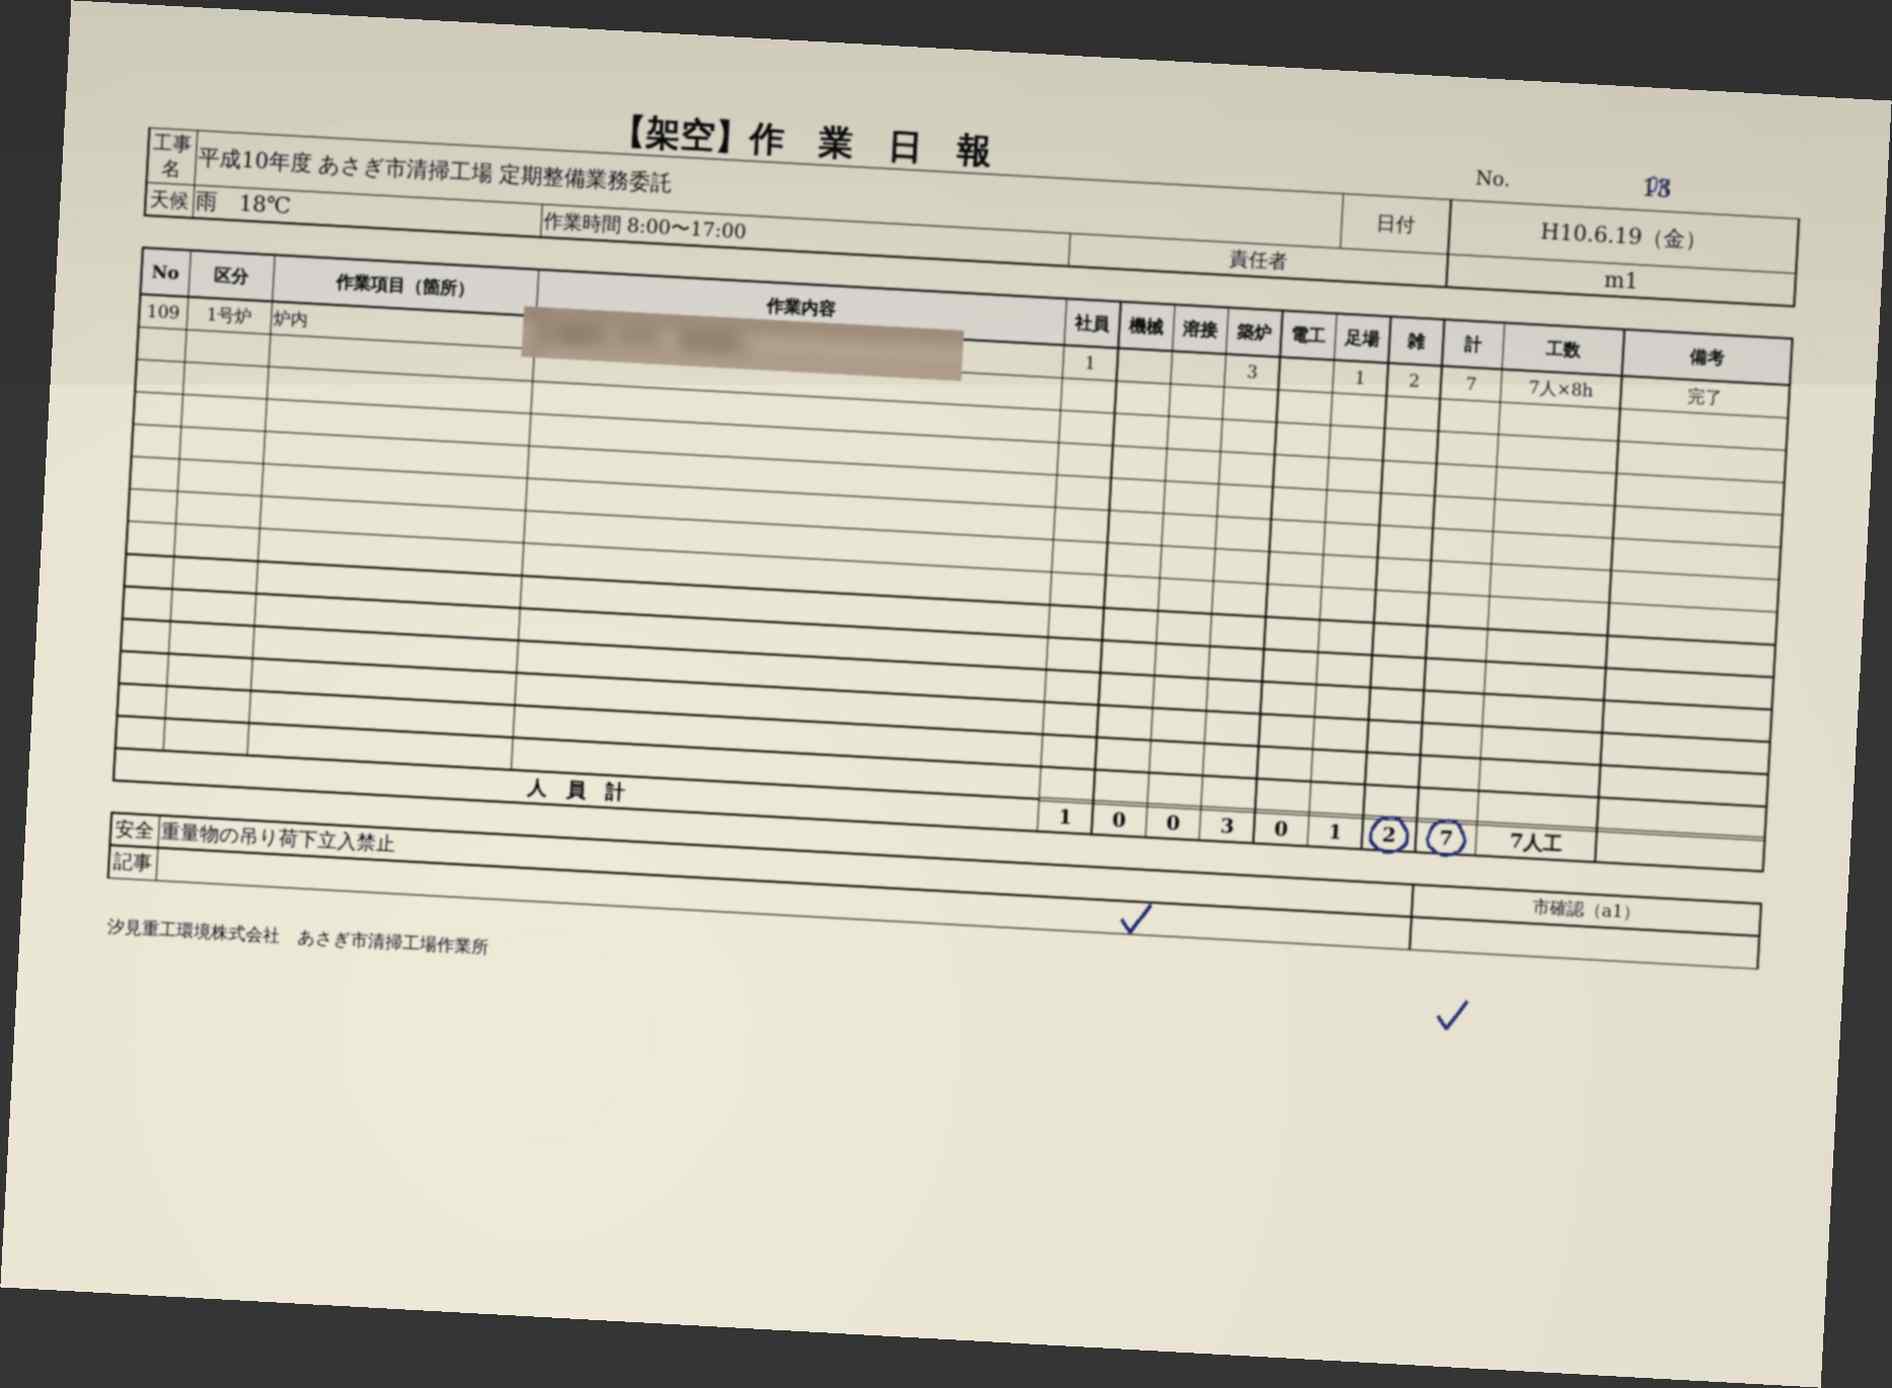 【架空】作 業 日 報
No.
工事名 平成10年度 あさぎ市清掃工場 定期整備業務委託 日付 H10.6.19（金）
天候 雨 18℃ 作業時間 8:00〜17:00 責任者 m1
No 区分 作業項目（箇所） 作業内容 社員 機械 溶接 築炉 電工 足場 雑 計 工数 備考
109 1号炉 炉内 1 3 1 2 7 7人×8h 完了
人 員 計 1 0 0 3 0 1 2 7 7人工
安全 重量物の吊り荷下立入禁止 市確認（a1）
記事
汐見重工環境株式会社 あさぎ市清掃工場作業所